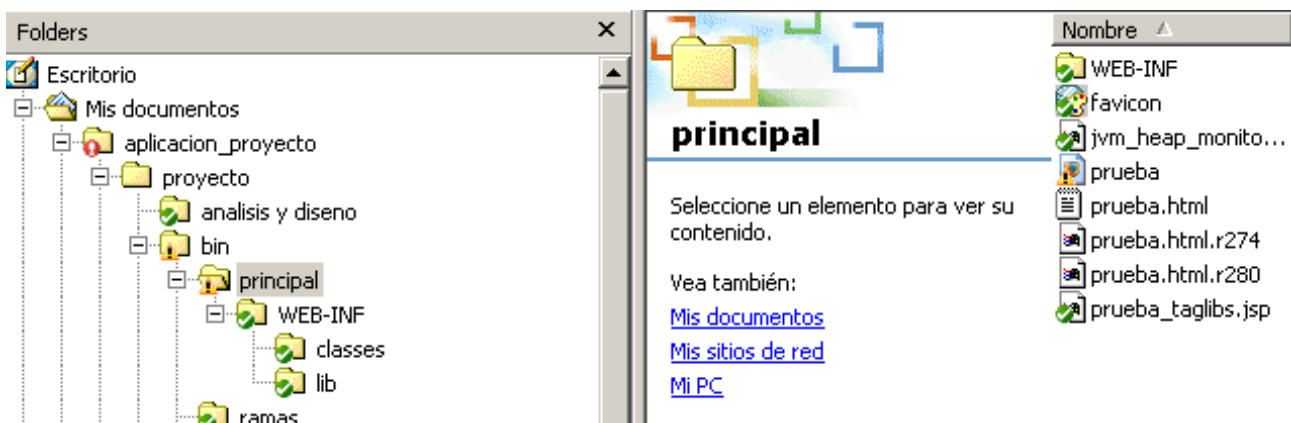 Folders
Escritorio
Mis documentos
aplicacion_proyecto
proyecto
analisis y diseno
bin
principal
WEB-INF
classes
lib
ramas
principal
Seleccione un elemento para ver su
contenido.
Vea también:
Mis documentos
Mis sitios de red
Mi PC
Nombre
WEB-INF
favicon
jvm_heap_monito...
prueba
prueba.html
prueba.html.r274
prueba.html.r280
prueba_taglibs.jsp